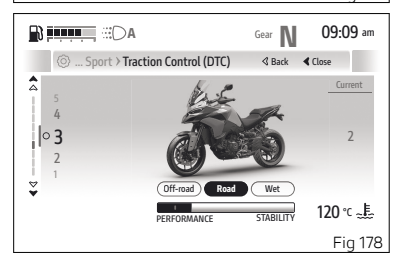 A Gear N 09:09 am
... Sport > Traction Control (DTC) Back Close
Current
5
4
3
2
1
2
Off-road Road Wet
PERFORMANCE STABILITY
120 °C
Fig 178